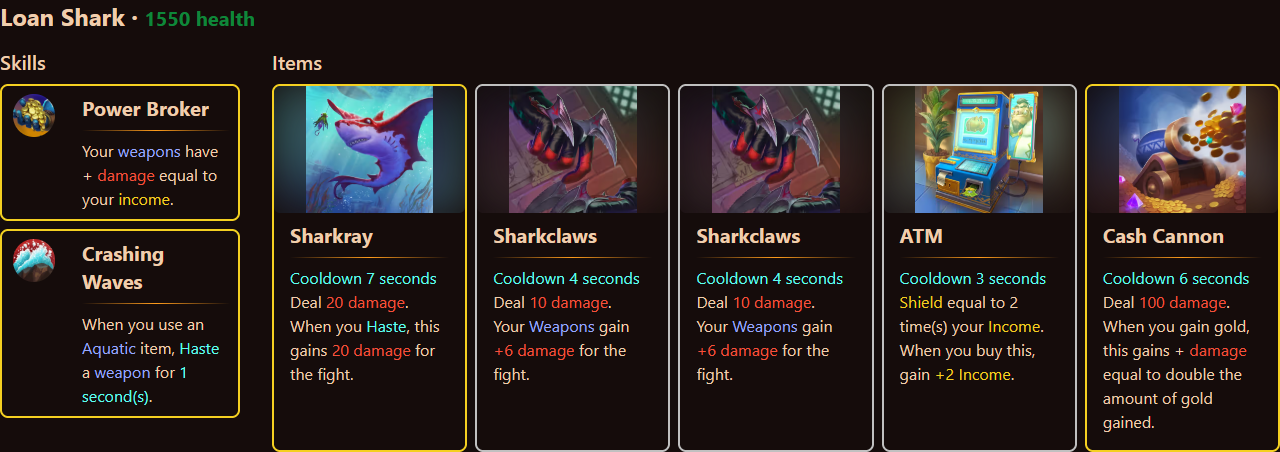 Loan Shark · 1550 health
Skills
Power Broker
Your weapons have
+ damage equal to
your income.
Crashing
Waves
When you use an
Aquatic item, Haste
a weapon for 1
second(s).
Items
Sharkray
Cooldown 7 seconds
Deal 20 damage.
When you Haste, this
gains 20 damage for
the fight.
Sharkclaws
Cooldown 4 seconds
Deal 10 damage.
Your Weapons gain
+6 damage for the
fight.
Sharkclaws
Cooldown 4 seconds
Deal 10 damage.
Your Weapons gain
+6 damage for the
fight.
ATM
Cooldown 3 seconds
Shield equal to 2
time(s) your Income.
When you buy this,
gain +2 Income.
Cash Cannon
Cooldown 6 seconds
Deal 100 damage.
When you gain gold,
this gains + damage
equal to double the
amount of gold
gained.